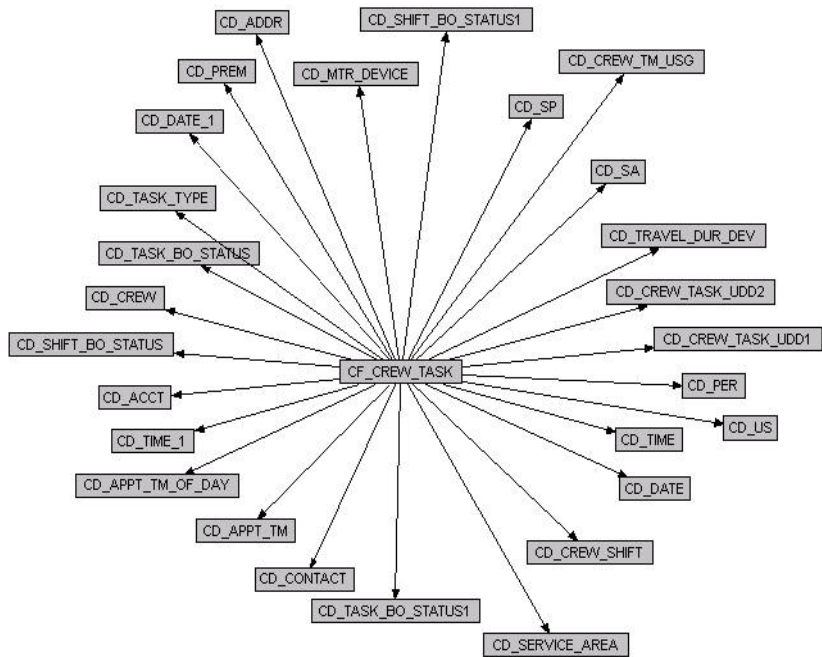 CD_ADDR
CD_SHIFT_BO_STATUS1
CD_CREW_TM_USG
CD_PREM
CD_MTR_DEVICE
CD_SP
CD_DATE_1
CD_SA
CD_TASK_TYPE
CD_TRAVEL_DUR_DEV
CD_TASK_BO_STATUS
CD_CREW_TASK_UDD2
CD_CREW
CD_CREW_TASK_UDD1
CD_SHIFT_BO_STATUS
CF_CREW_TASK
CD_PER
CD_ACCT
CD_US
CD_TIME_1
CD_TIME
CD_APPT_TM_OF_DAY
CD_DATE
CD_APPT_TM
CD_CREW_SHIFT
CD_CONTACT
CD_TASK_BO_STATUS1
CD_SERVICE_AREA